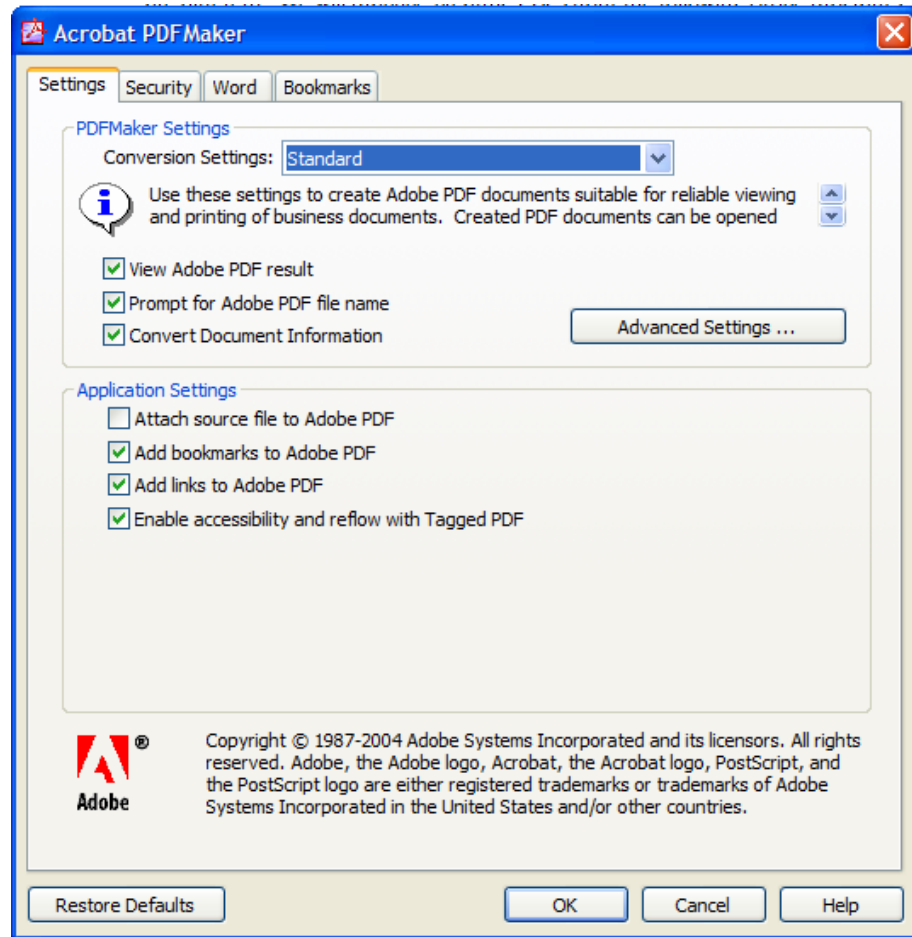 Acrobat PDFMaker
Settings Security Word Bookmarks
PDFMaker Settings
Conversion Settings: Standard
Use these settings to create Adobe PDF documents suitable for reliable viewing
and printing of business documents. Created PDF documents can be opened
View Adobe PDF result
Prompt for Adobe PDF file name
Convert Document Information
Advanced Settings ...
Application Settings
Attach source file to Adobe PDF
Add bookmarks to Adobe PDF
Add links to Adobe PDF
Enable accessibility and reflow with Tagged PDF
Adobe
®
Copyright © 1987-2004 Adobe Systems Incorporated and its licensors. All rights
reserved. Adobe, the Adobe logo, Acrobat, the Acrobat logo, PostScript, and
the PostScript logo are either registered trademarks or trademarks of Adobe
Systems Incorporated in the United States and/or other countries.
Restore Defaults OK Cancel Help